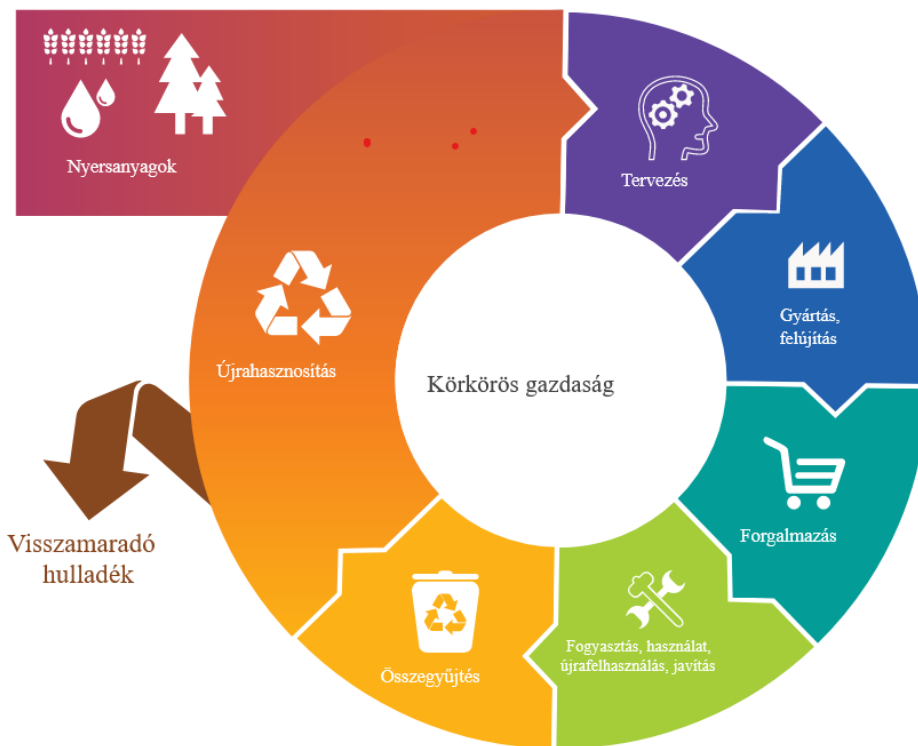 Nyersanyagok
Tervezés
Gyártás,
felújítás
Újrahasznosítás
Körkörös gazdaság
Forgalmazás
Visszamaradó
hulladék
Fogyasztás, használat,
újrafelhasználás, javítás
Összegyűjtés